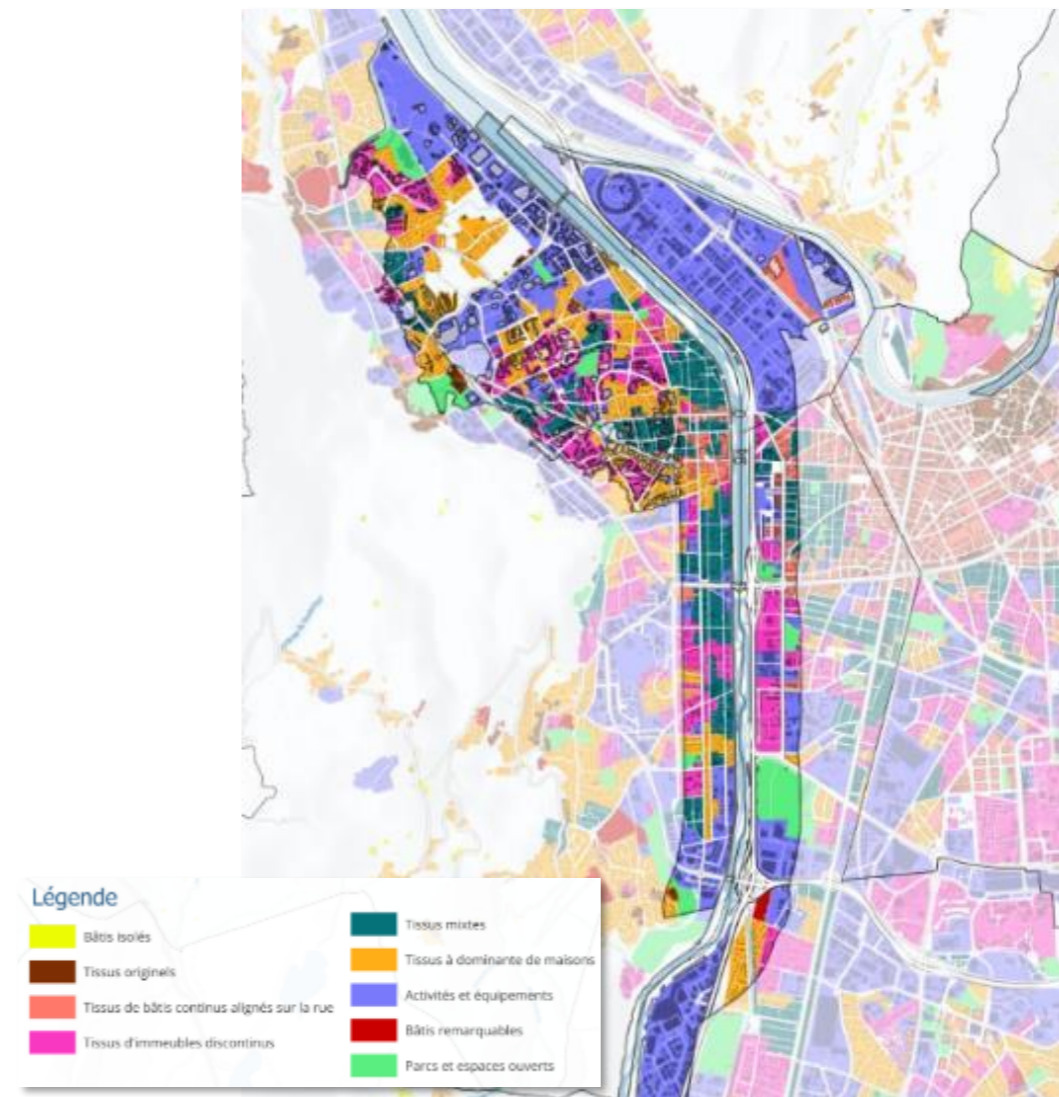 Légende
Bâtis isolés
Tissus originels
Tissus de bâtis continus alignés sur la rue
Tissus d'immeubles discontinus
Tissus mixtes
Tissus à dominante de maisons
Activités et équipements
Bâtis remarquables
Parcs et espaces ouverts